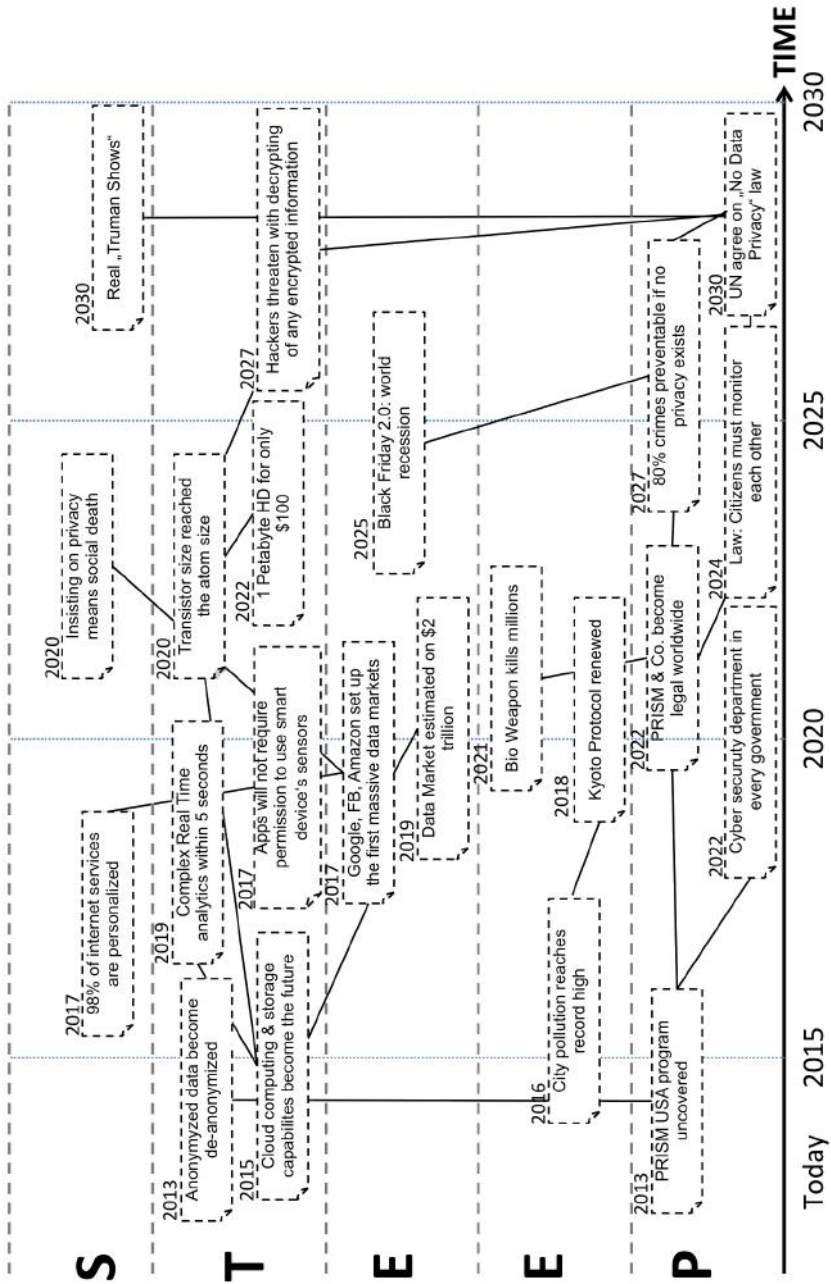 S
2017
98% of internet services
are personalized
2020
Insisting on privacy
means social death
2030
Real „Truman Shows“
T
2013
Anonymyzed data become
de-anonymized
2019
Complex Real Time
analytics within 5 seconds
2020
Transistor size reached
the atom size
2015
Cloud computing & storage
capabilites become the future
2017
Apps will not require
permission to use smart
device's sensors
2022
1 Petabyte HD for only
$100
2027
Hackers threaten with decrypting
of any encrypted information
E
2017
Google, FB, Amazon set up
the first massive data markets
2019
Data Market estimated on $2
trillion
2025
Black Friday 2.0: world
recession
E
2016
City pollution reaches
record high
2021
Bio Weapon kills millions
2018
Kyoto Protocol renewed
P
2013
PRISM USA program
uncovered
2022
PRISM & Co. become
legal worldwide
2027
80% crimes preventable if no
privacy exists
2022
Cyber securuty department in
every government
2024
Law: Citizens must monitor
each other
2030
UN agree on „No Data
Privacy“ law
Today
2015
2020
2025
2030
TIME